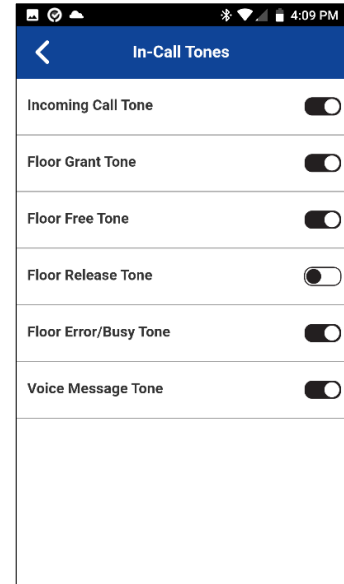 4:09 PM
In-Call Tones
Incoming Call Tone
Floor Grant Tone
Floor Free Tone
Floor Release Tone
Floor Error/Busy Tone
Voice Message Tone